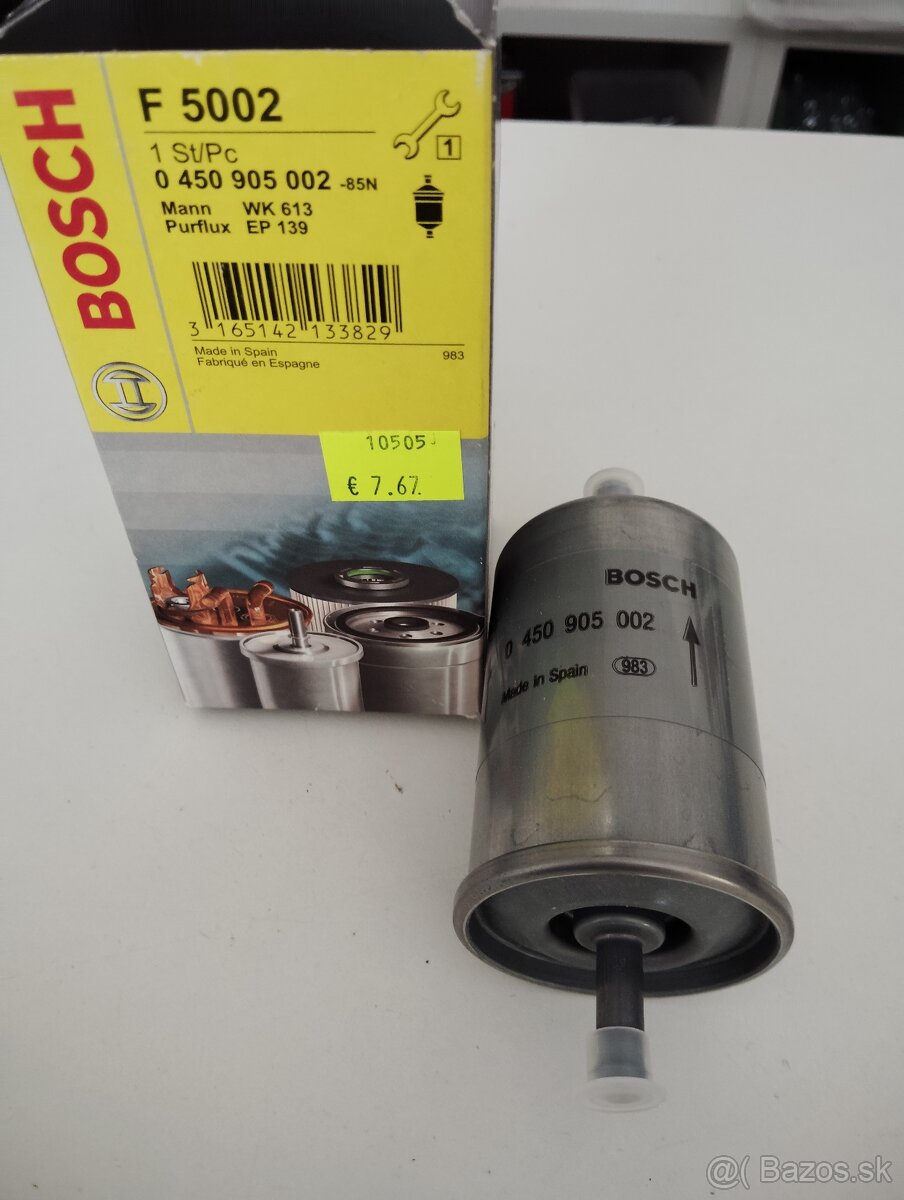 BOSCH
F 5002
1
1 St/Pc
0 450 905 002 -85N
Mann WK 613
Purflux EP 139
3 165142 133829
Made in Spain
Fabriqué en Espagne
983
10505
€ 7.67
BOSCH
0 450 905 002
Made in Spain 983
@( Bazos.sk